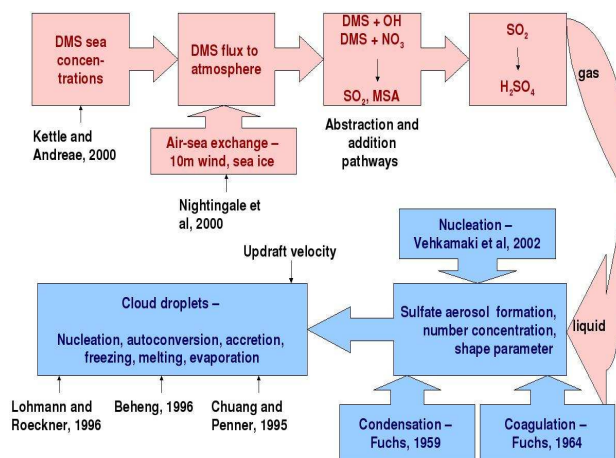 DMS sea
concen-
trations
DMS flux to
atmosphere
DMS + OH
DMS + NO₃
SO₂, MSA
SO₂
H₂SO₄
gas
Kettle and
Andreae, 2000
Air-sea exchange –
10m wind, sea ice
Abstraction and
addition
pathways
Nightingale et
al, 2000
Nucleation –
Vehkamaki et al, 2002
Updraft velocity
Cloud droplets –
Nucleation, autoconversion, accretion,
freezing, melting, evaporation
Sulfate aerosol formation,
number concentration,
shape parameter
liquid
Lohmann and
Roeckner, 1996
Beheng, 1996
Chuang and
Penner, 1995
Condensation –
Fuchs, 1959
Coagulation –
Fuchs, 1964